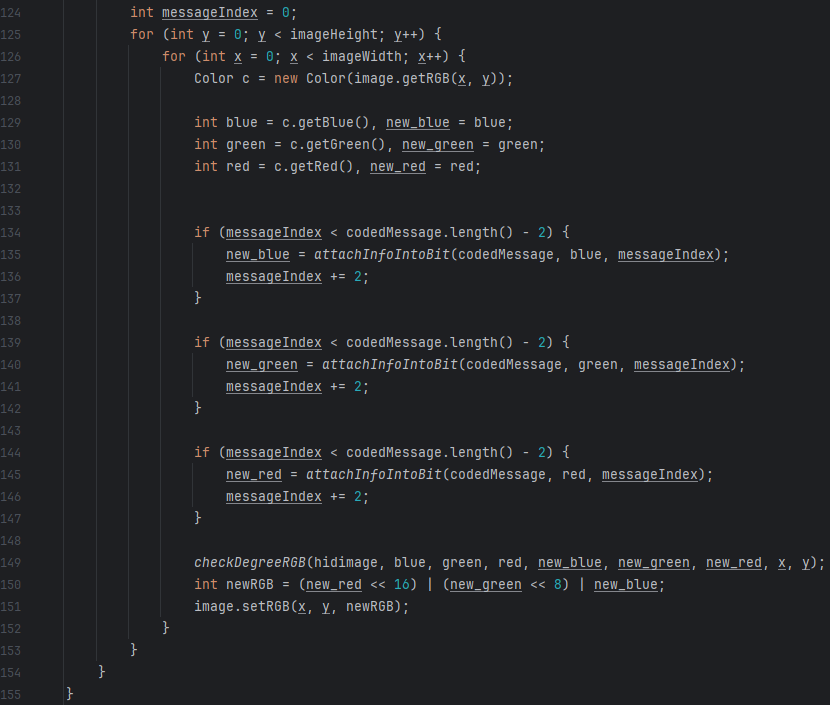 124 int messageIndex = 0;
125 for (int y = 0; y < imageHeight; y++) {
126 for (int x = 0; x < imageWidth; x++) {
127 Color c = new Color(image.getRGB(x, y));
128
129 int blue = c.getBlue(), new_blue = blue;
130 int green = c.getGreen(), new_green = green;
131 int red = c.getRed(), new_red = red;
132
133
134 if (messageIndex < codedMessage.length() - 2) {
135 new_blue = attachInfoIntoBit(codedMessage, blue, messageIndex);
136 messageIndex += 2;
137 }
138
139 if (messageIndex < codedMessage.length() - 2) {
140 new_green = attachInfoIntoBit(codedMessage, green, messageIndex);
141 messageIndex += 2;
142 }
143
144 if (messageIndex < codedMessage.length() - 2) {
145 new_red = attachInfoIntoBit(codedMessage, red, messageIndex);
146 messageIndex += 2;
147 }
148
149 checkDegreeRGB(hidimage, blue, green, red, new_blue, new_green, new_red, x, y);
150 int newRGB = (new_red << 16) | (new_green << 8) | new_blue;
151 image.setRGB(x, y, newRGB);
152 }
153 }
154 }
155 }